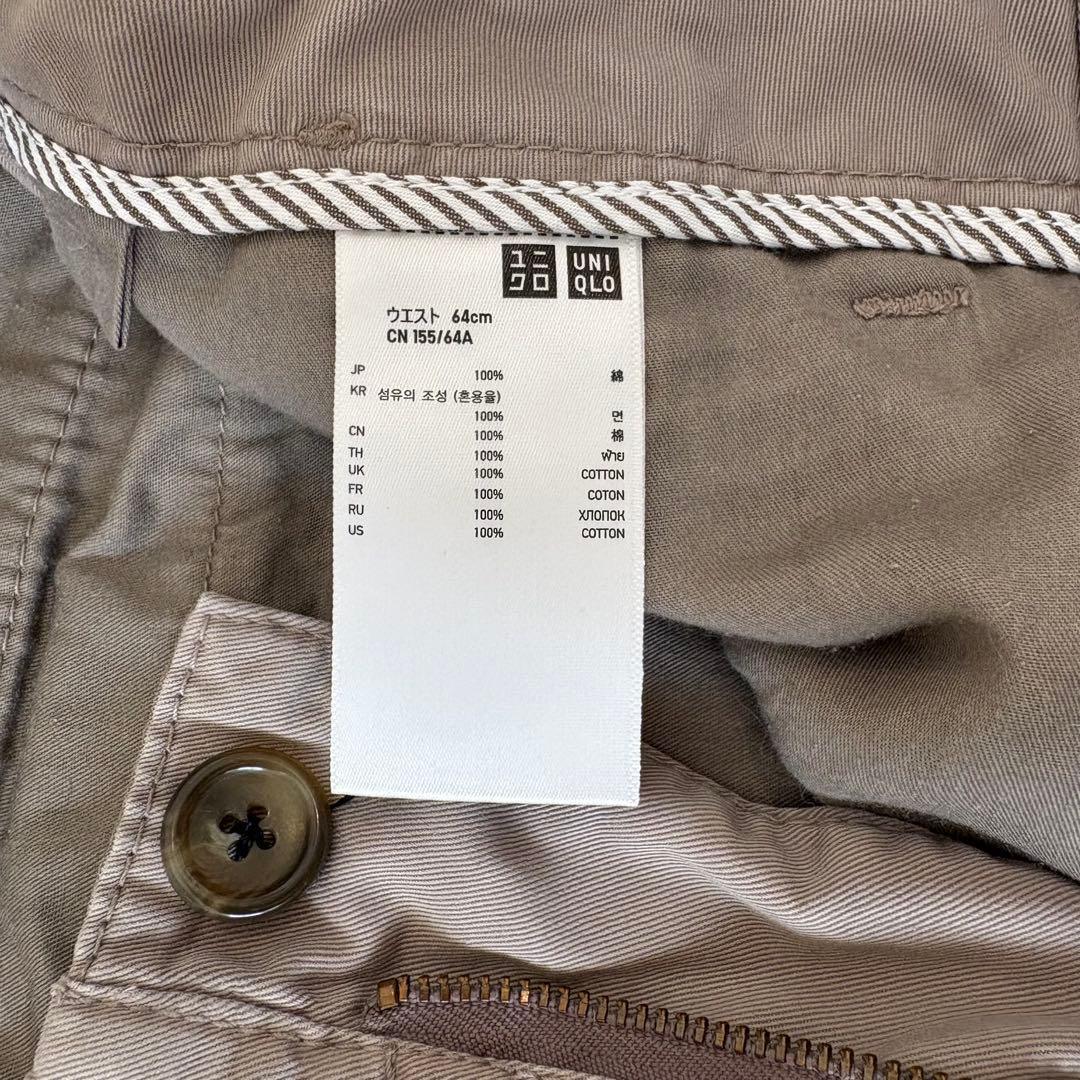 ユニ
クロ
UNI
QLO
ウエスト 64cm
CN 155/64A
JP 100% 綿
KR 섬유의 조성 (혼용율)
100% 면
CN 100% 棉
TH 100% ฝ้าย
UK 100% COTTON
FR 100% COTON
RU 100% ХЛОПОК
US 100% COTTON